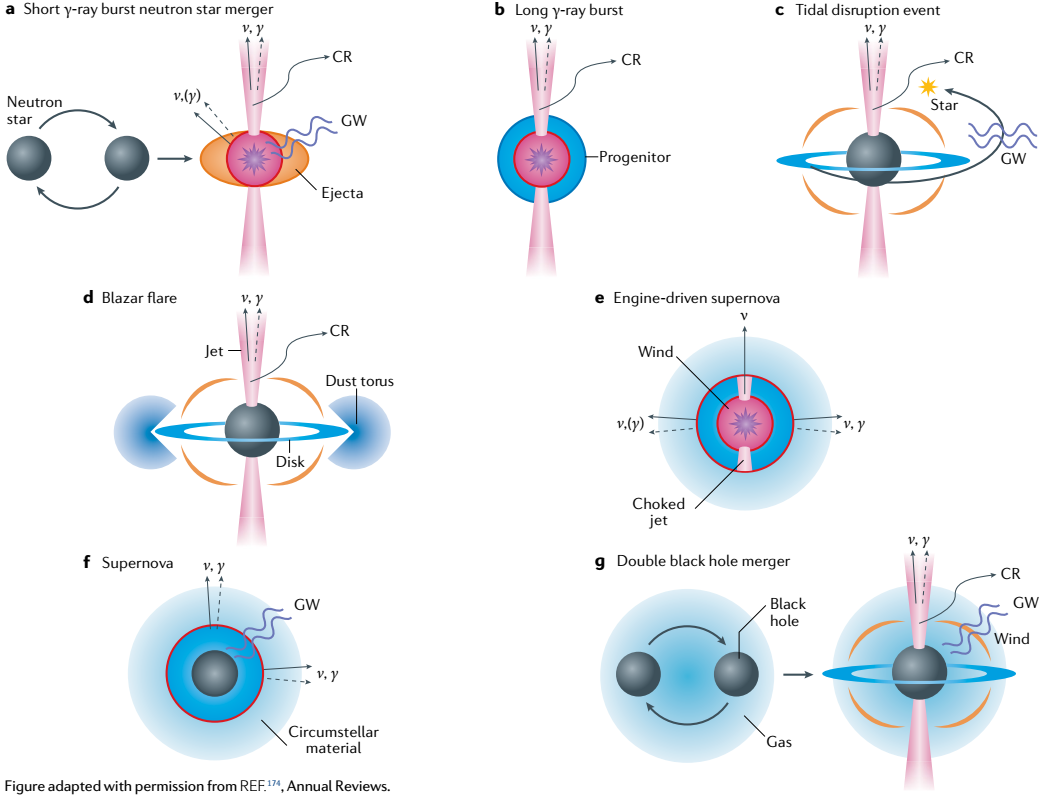 a Short γ-ray burst neutron star merger
ν, γ
CR
ν,(γ)
GW
Neutron
star
Ejecta
b Long γ-ray burst
ν, γ
CR
Progenitor
c Tidal disruption event
ν, γ
CR
Star
GW
d Blazar flare
ν, γ
CR
Jet
Dust torus
Disk
e Engine-driven supernova
ν
Wind
ν,(γ)
ν, γ
Choked
jet
f Supernova
ν, γ
GW
ν, γ
Circumstellar
material
g Double black hole merger
Black
hole
Gas
ν, γ
CR
GW
Wind
Figure adapted with permission from REF.174, Annual Reviews.